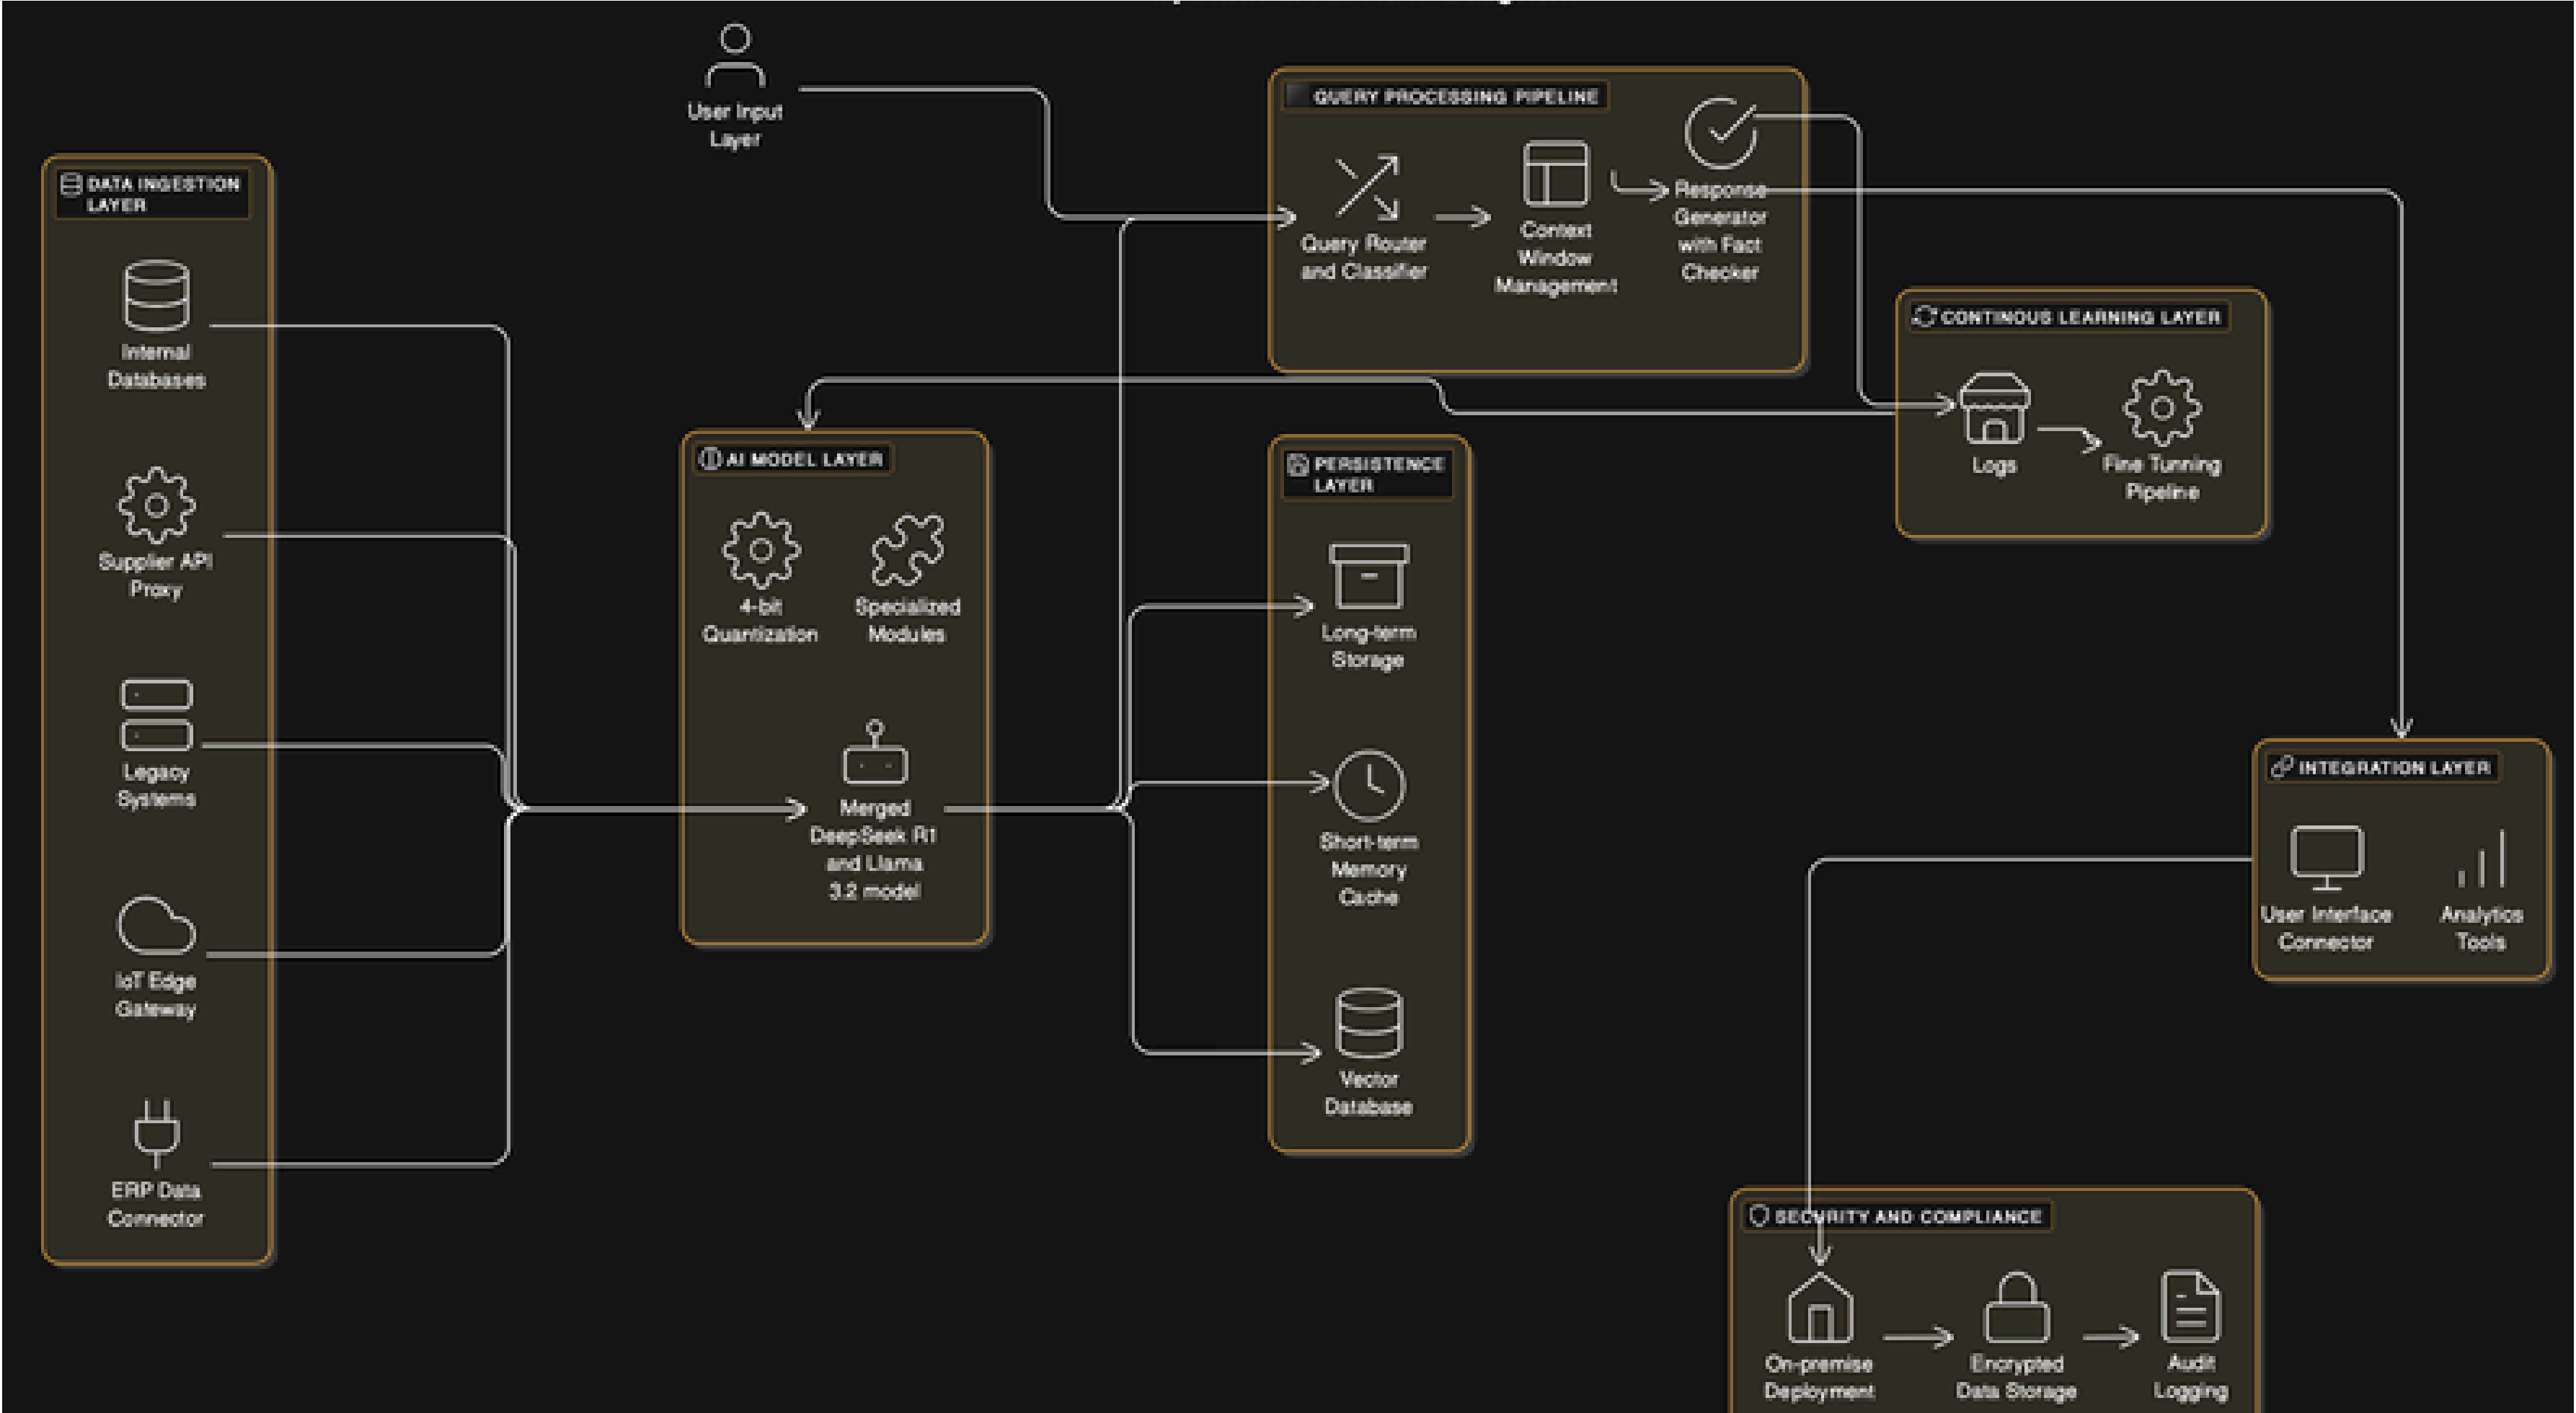 User Input
Layer
DATA INGESTION
LAYER
Internal
Databases
Supplier API
Proxy
Legacy
Systems
IoT Edge
Gateway
ERP Data
Connector
AI MODEL LAYER
4-bit
Quantization
Specialized
Modules
Merged
DeepSeek R1
and Llama
3.2 model
QUERY PROCESSING PIPELINE
Query Router
and Classifier
Context
Window
Management
Response
Generator
with Fact
Checker
PERSISTENCE
LAYER
Long-term
Storage
Short-term
Memory
Cache
Vector
Database
CONTINOUS LEARNING LAYER
Logs
Fine Tunning
Pipeline
INTEGRATION LAYER
User Interface
Connector
Analytics
Tools
SECURITY AND COMPLIANCE
On-premise
Deployment
Encrypted
Data Storage
Audit
Logging